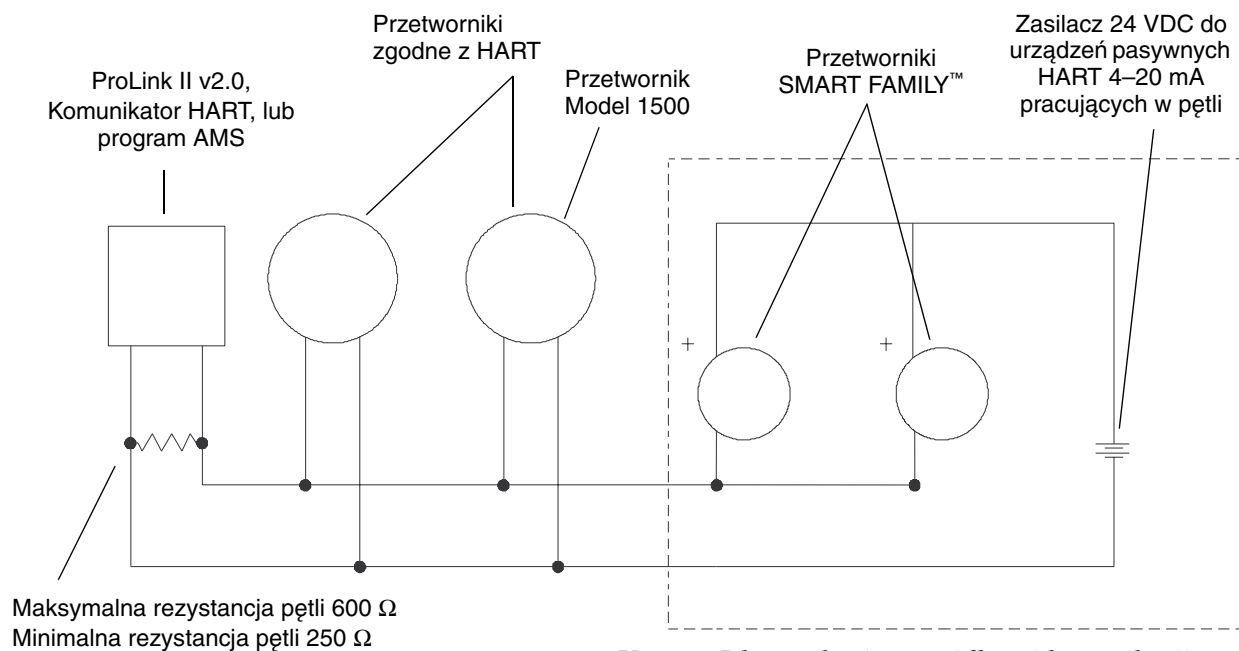 ProLink II v2.0,
Komunikator HART, lub
program AMS
Przetworniki
zgodne z HART
Przetwornik
Model 1500
Przetworniki
SMART FAMILY™
Zasilacz 24 VDC do
urządzeń pasywnych
HART 4–20 mA
pracujących w pętli
+
+
Maksymalna rezystancja pętli 600 Ω
Minimalna rezystancja pętli 250 Ω